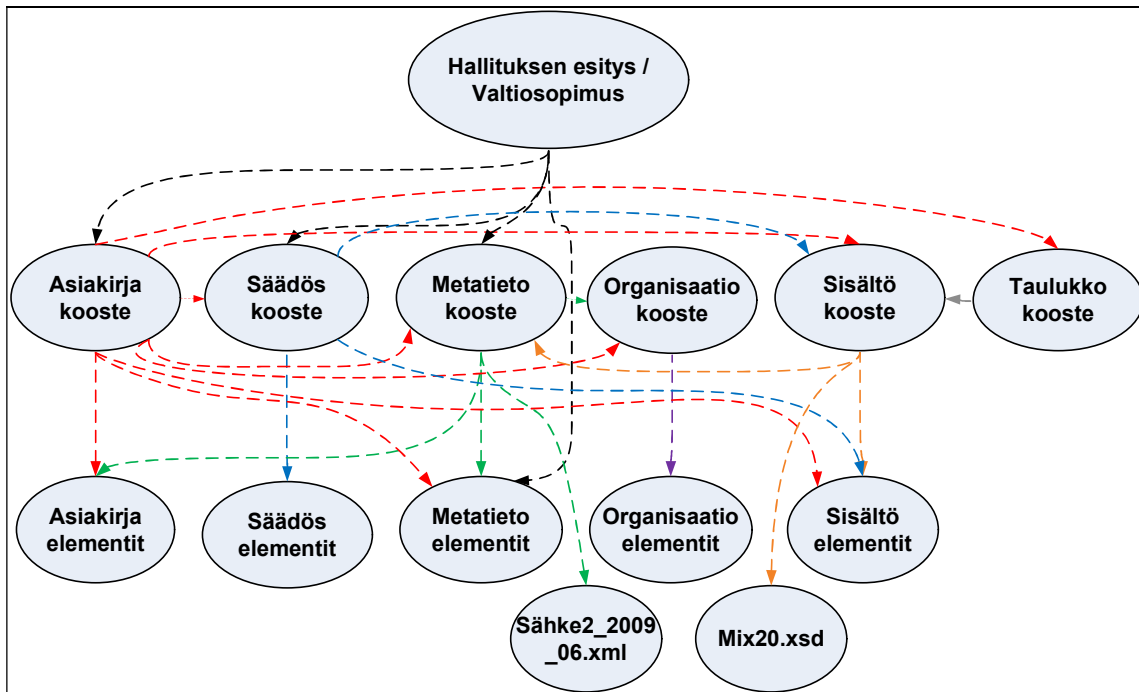 Hallituksen esitys /
Valtiosopimus
Asiakirja
kooste
Säädös
kooste
Metatieto
kooste
Organisaatio
kooste
Sisältö
kooste
Taulukko
kooste
Asiakirja
elementit
Säädös
elementit
Metatieto
elementit
Organisaatio
elementit
Sisältö
elementit
Sähke2_2009
_06.xml
Mix20.xsd